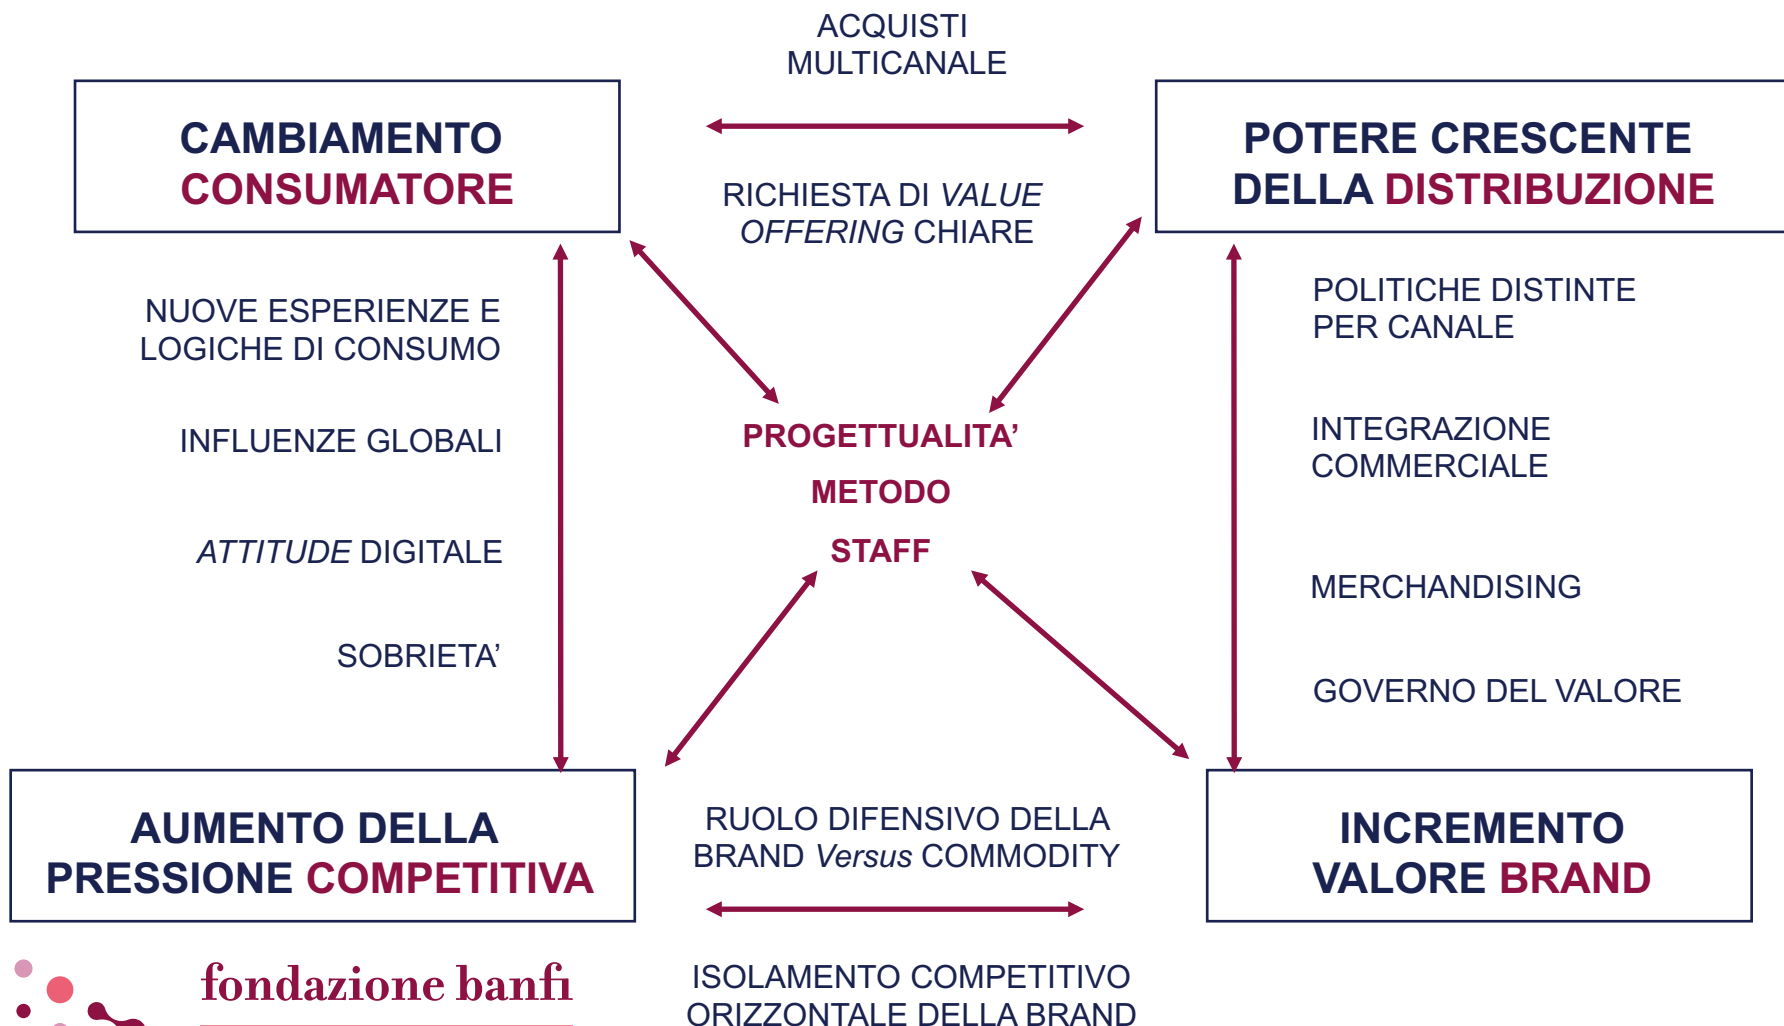 ACQUISTI
MULTICANALE
CAMBIAMENTO
CONSUMATORE
POTERE CRESCENTE
DELLA DISTRIBUZIONE
RICHIESTA DI VALUE
OFFERING CHIARE
NUOVE ESPERIENZE E
LOGICHE DI CONSUMO
INFLUENZE GLOBALI
ATTITUDE DIGITALE
SOBRIETA’
PROGETTUALITA’
METODO
STAFF
POLITICHE DISTINTE
PER CANALE
INTEGRAZIONE
COMMERCIALE
MERCHANDISING
GOVERNO DEL VALORE
AUMENTO DELLA
PRESSIONE COMPETITIVA
RUOLO DIFENSIVO DELLA
BRAND Versus COMMODITY
INCREMENTO
VALORE BRAND
ISOLAMENTO COMPETITIVO
ORIZZONTALE DELLA BRAND
fondazione banfi